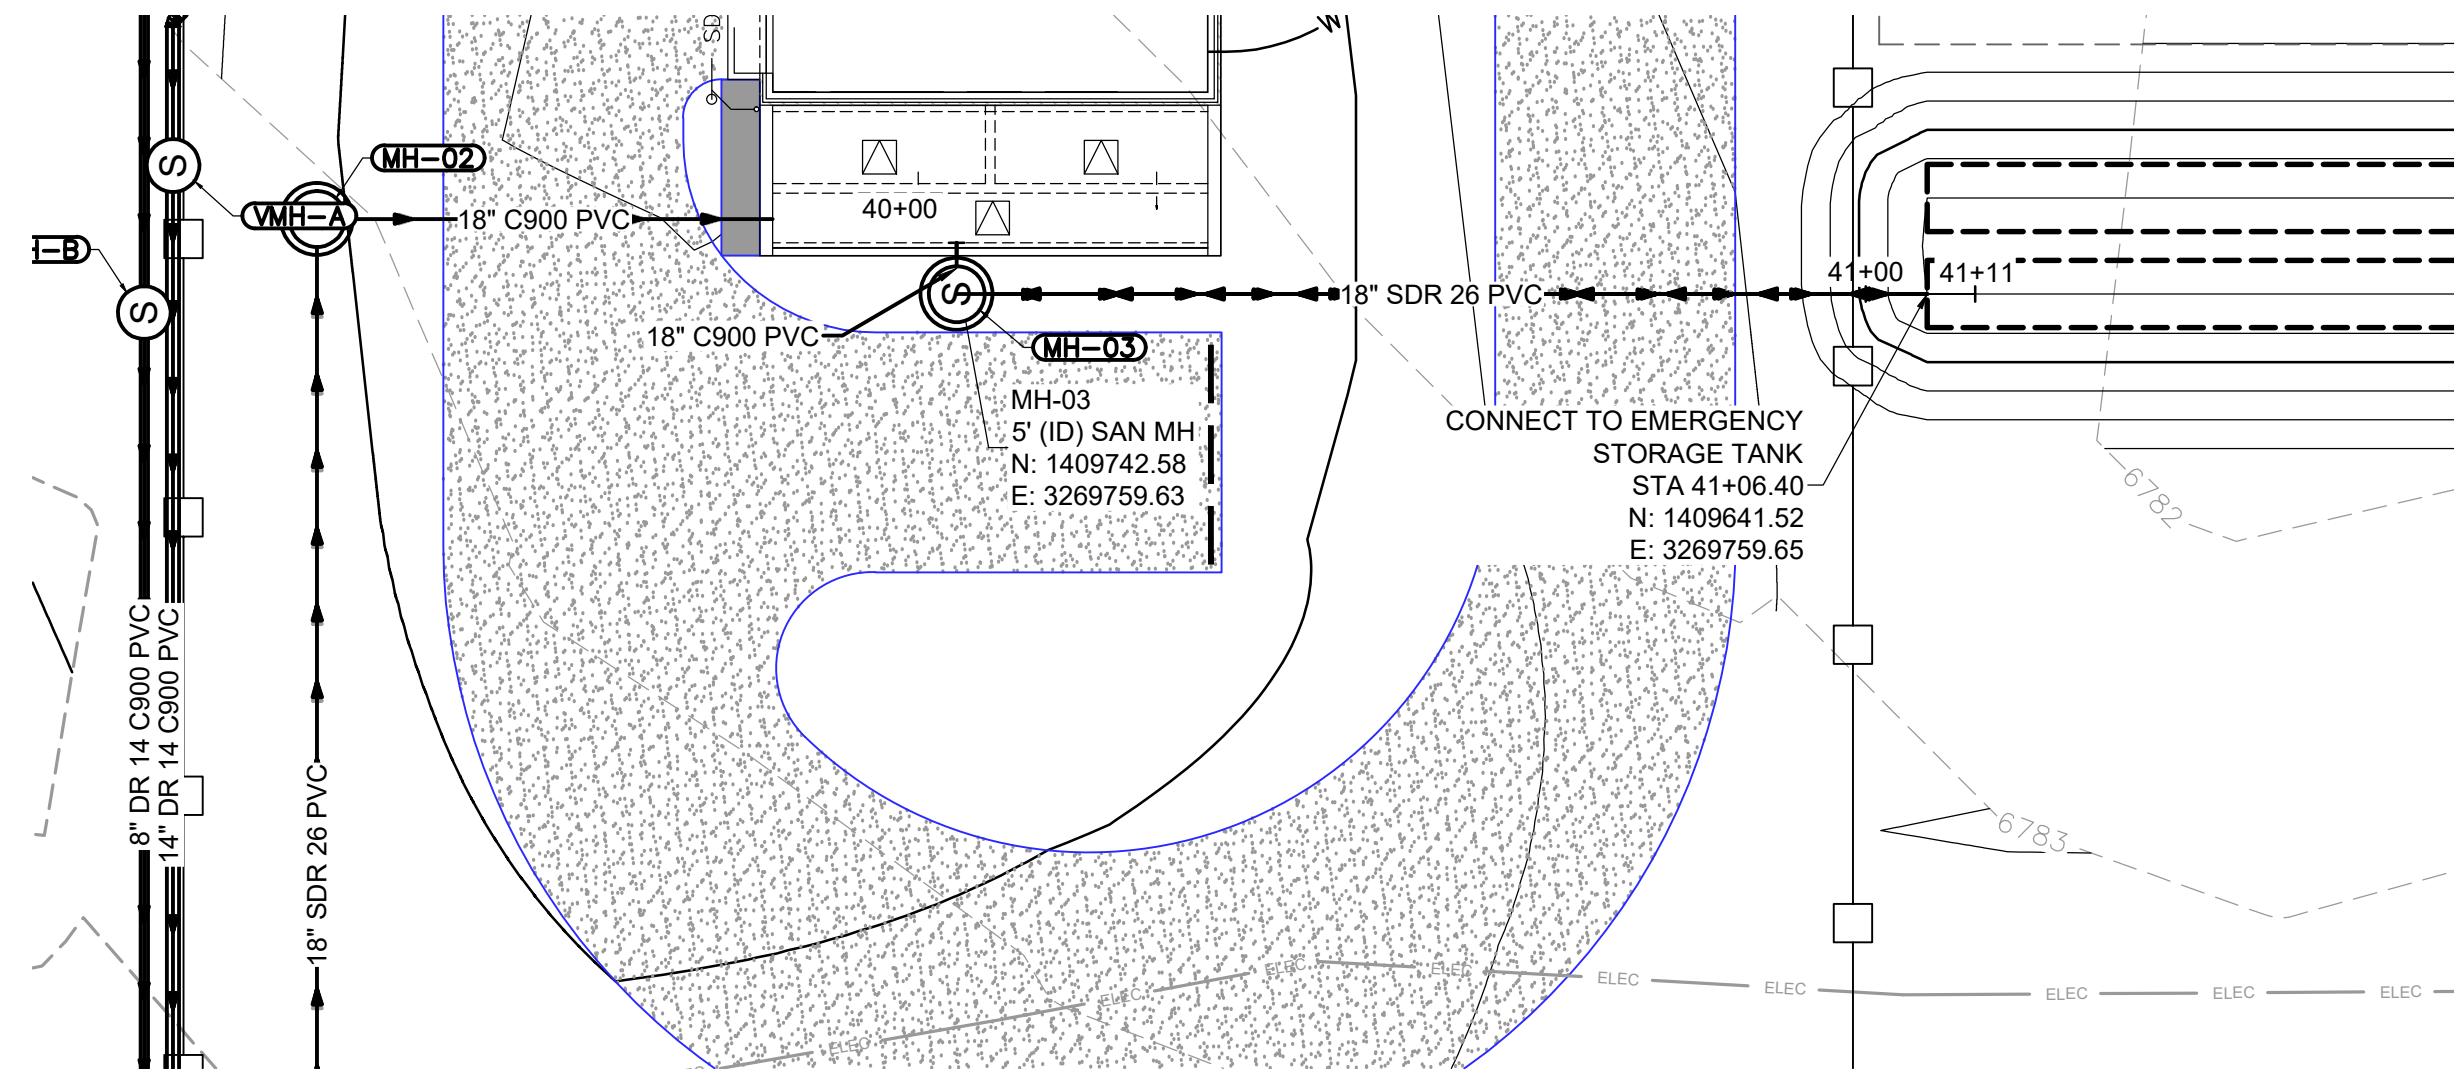 SD
W
MH-02
S
VMH-A
18" C900 PVC
40+00
I-B
S
S
18" SDR 26 PVC
41+00
41+11
18" C900 PVC
MH-03
MH-03
5' (ID) SAN MH
N: 1409742.58
E: 3269759.63
CONNECT TO EMERGENCY
STORAGE TANK
STA 41+06.40
N: 1409641.52
E: 3269759.65
6782
8" DR 14 C900 PVC
14" DR 14 C900 PVC
18" SDR 26 PVC
6783
ELEC
ELEC
ELEC
ELEC
ELEC
ELEC
ELEC
ELEC
ELEC